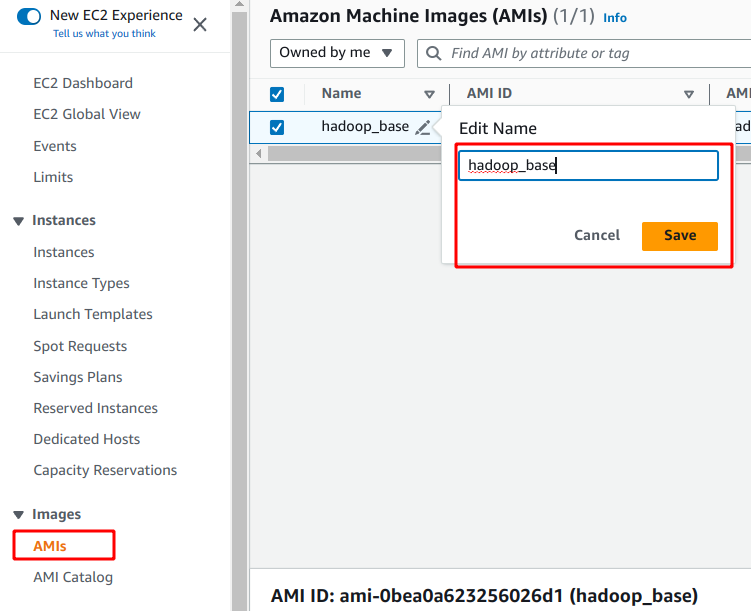 New EC2 Experience
Tell us what you think
EC2 Dashboard
EC2 Global View
Events
Limits
Instances
Instances
Instance Types
Launch Templates
Spot Requests
Savings Plans
Reserved Instances
Dedicated Hosts
Capacity Reservations
Images
AMIs
AMI Catalog
Amazon Machine Images (AMIs) (1/1) Info
Owned by me
Find AMI by attribute or tag
Name AMI ID AMI
hadoop_base ad
Edit Name
hadoop_base
Cancel Save
AMI ID: ami-0bea0a623256026d1 (hadoop_base)